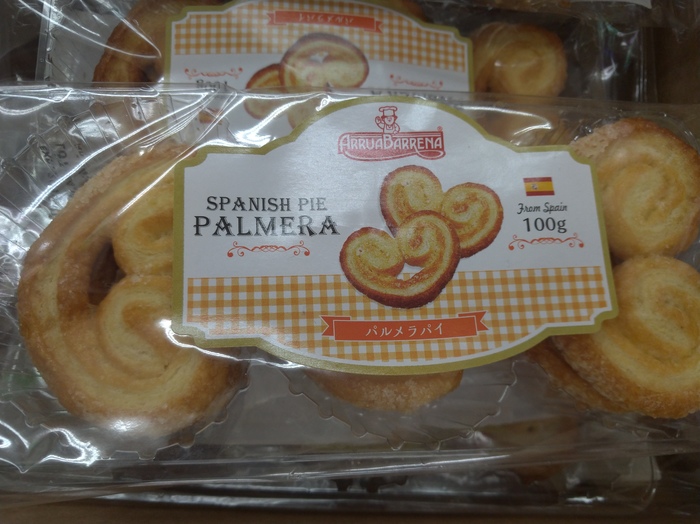 ARRUABARRENA
SPANISH PIE
PALMERA
From Spain
100g
パルメラパイ